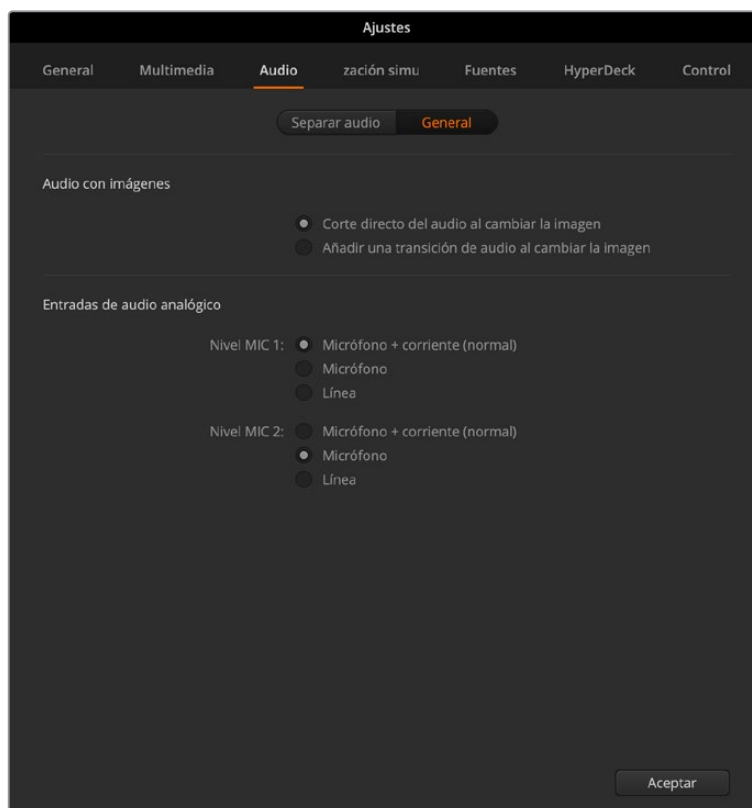 Ajustes
General Multimedia Audio zación simu Fuentes HyperDeck Control
Separar audio General
Audio con imágenes
Corte directo del audio al cambiar la imagen
Añadir una transición de audio al cambiar la imagen
Entradas de audio analógico
Nivel MIC 1: Micrófono + corriente (normal)
Micrófono
Línea
Nivel MIC 2: Micrófono + corriente (normal)
Micrófono
Línea
Aceptar